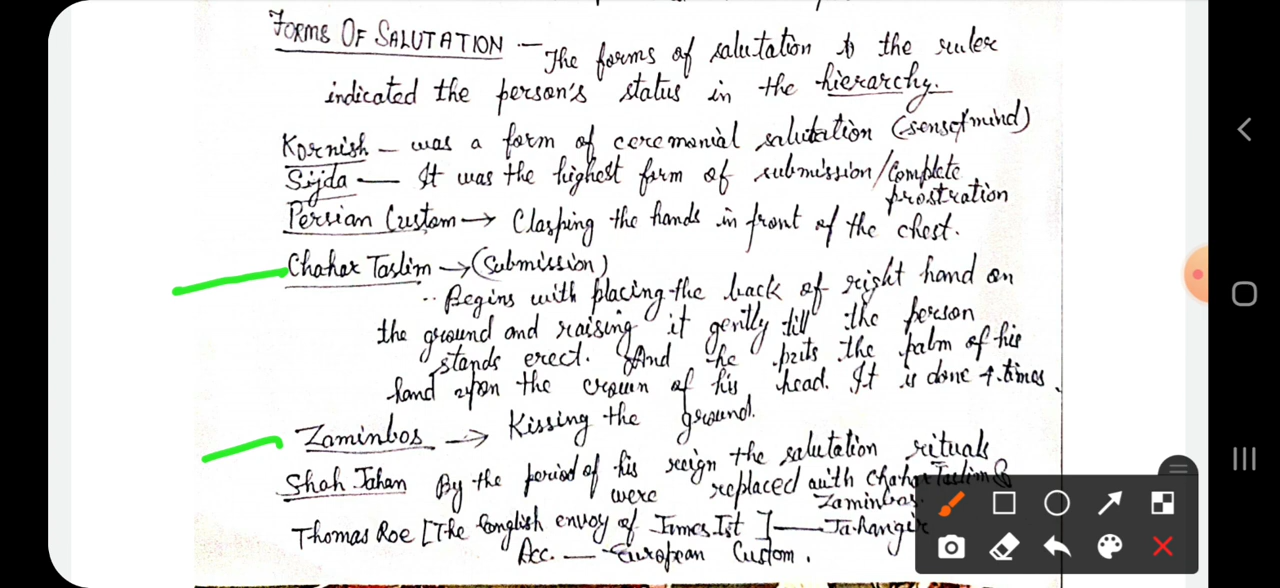 FORMS OF SALUTATION — The forms of salutation to the ruler
indicated the person's status in the hierarchy.
Kornish — was a form of ceremonial salutation (sense/mind)
Sijda — It was the highest form of submission/Complete
prostration
Persian Custom → Clasping the hands in front of the chest.
Chahar Taslim → (Submission)
Begins with placing the back of right hand on
the ground and raising it gently till the person
stands erect. And he puts the palm of his
hand upon the crown of his head. It is done 4 times.
Zaminbos → Kissing the ground.
Shah Jahan By the period of his reign the salutation rituals
were replaced with Chahar Taslim &
Zaminbos.
Thomas Roe [The English envoy of James Ist] — Jahangir
Acc. — European Custom.